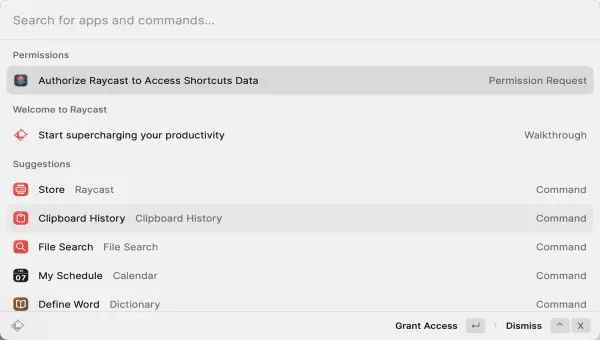 Search for apps and commands...
Permissions
Authorize Raycast to Access Shortcuts Data Permission Request
Welcome to Raycast
Start supercharging your productivity Walkthrough
Suggestions
Store Raycast Command
Clipboard History Clipboard History Command
File Search File Search Command
07 My Schedule Calendar Command
Define Word Dictionary Command
Grant Access ↵ Dismiss ^ X